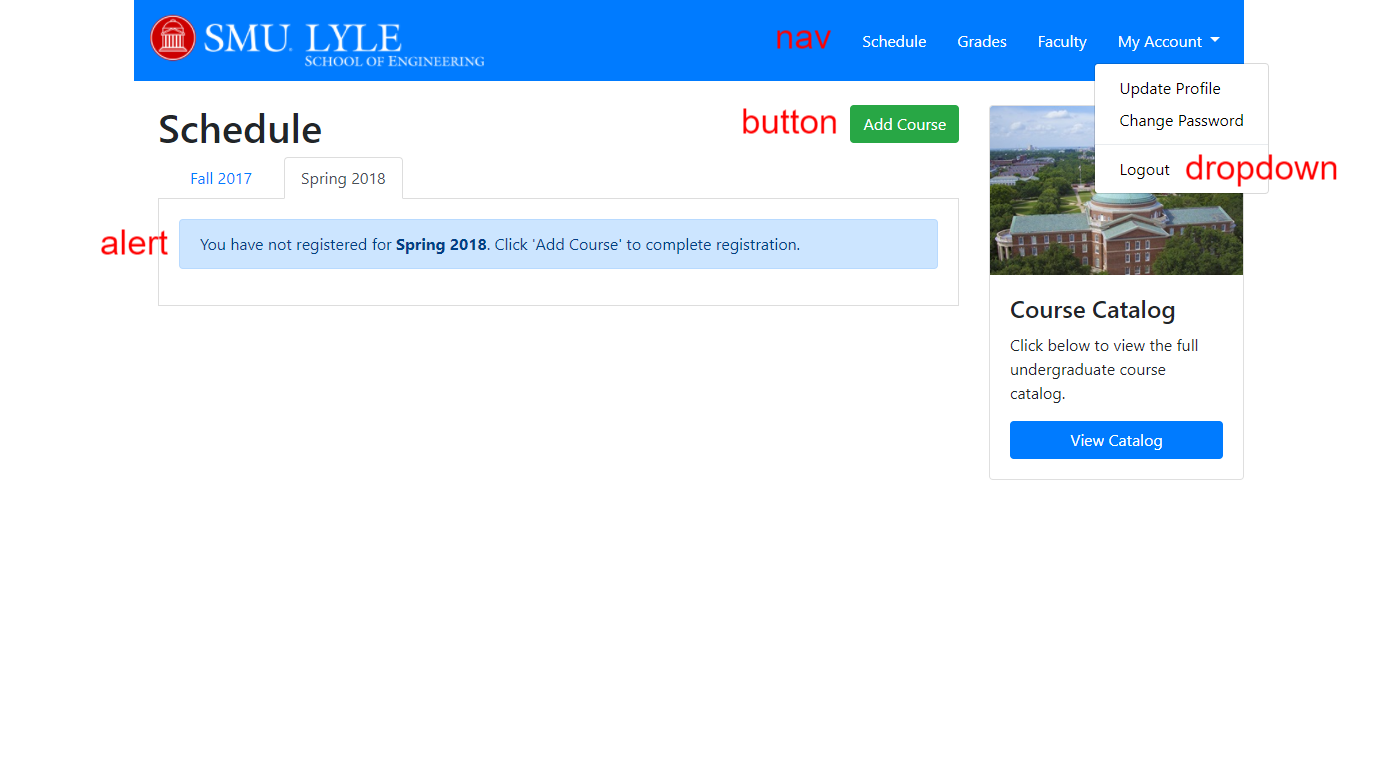 SMU. LYLE
SCHOOL OF ENGINEERING
nav
Schedule
Grades
Faculty
My Account
Update Profile
Change Password
Logout
dropdown
Schedule
button
Add Course
Fall 2017
Spring 2018
alert
You have not registered for Spring 2018. Click 'Add Course' to complete registration.
Course Catalog
Click below to view the full
undergraduate course
catalog.
View Catalog